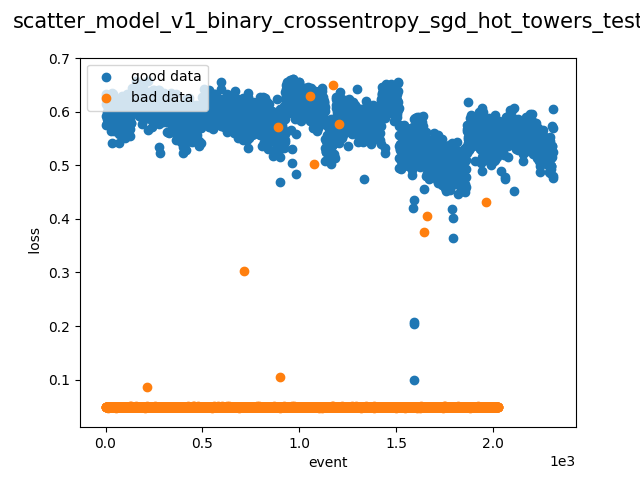 scatter_model_v1_binary_crossentropy_sgd_hot_towers_test
good data
bad data
0.7
0.6
0.5
0.4
0.3
0.2
0.1
loss
0.0
0.5
1.0
1.5
2.0
1e3
event